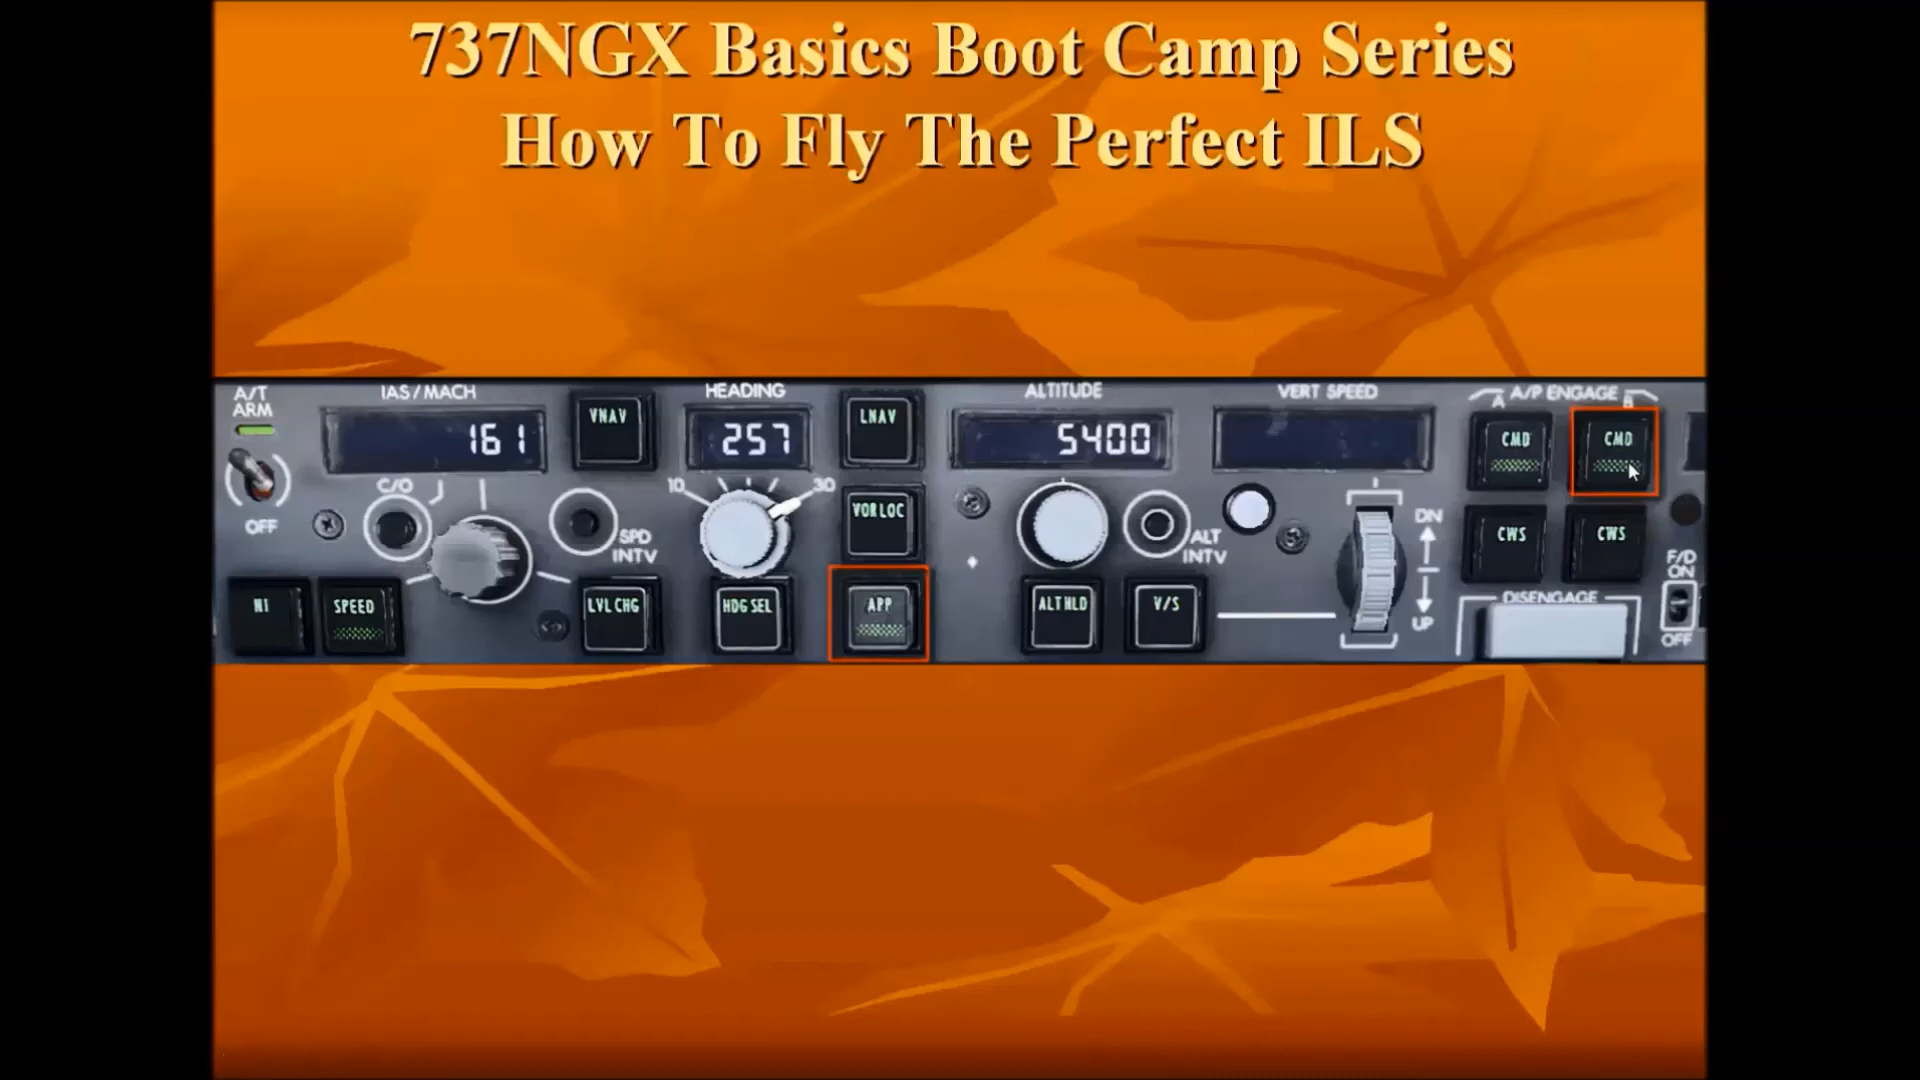 737NGX Basics Boot Camp Series
How To Fly The Perfect ILS
A/T
ARM
IAS/MACH
HEADING
ALTITUDE
VERT SPEED
A/P ENGAGE
A
B
161
VNAV
257
LNAV
5400
CMD
CMD
C/O
10
30
OFF
SPD
INTV
VOR LOC
ALT
INTV
DN
UP
CWS
CWS
F/D
ON
OFF
N1
SPEED
LVL CHG
HDG SEL
APP
ALT HLD
V/S
DISENGAGE